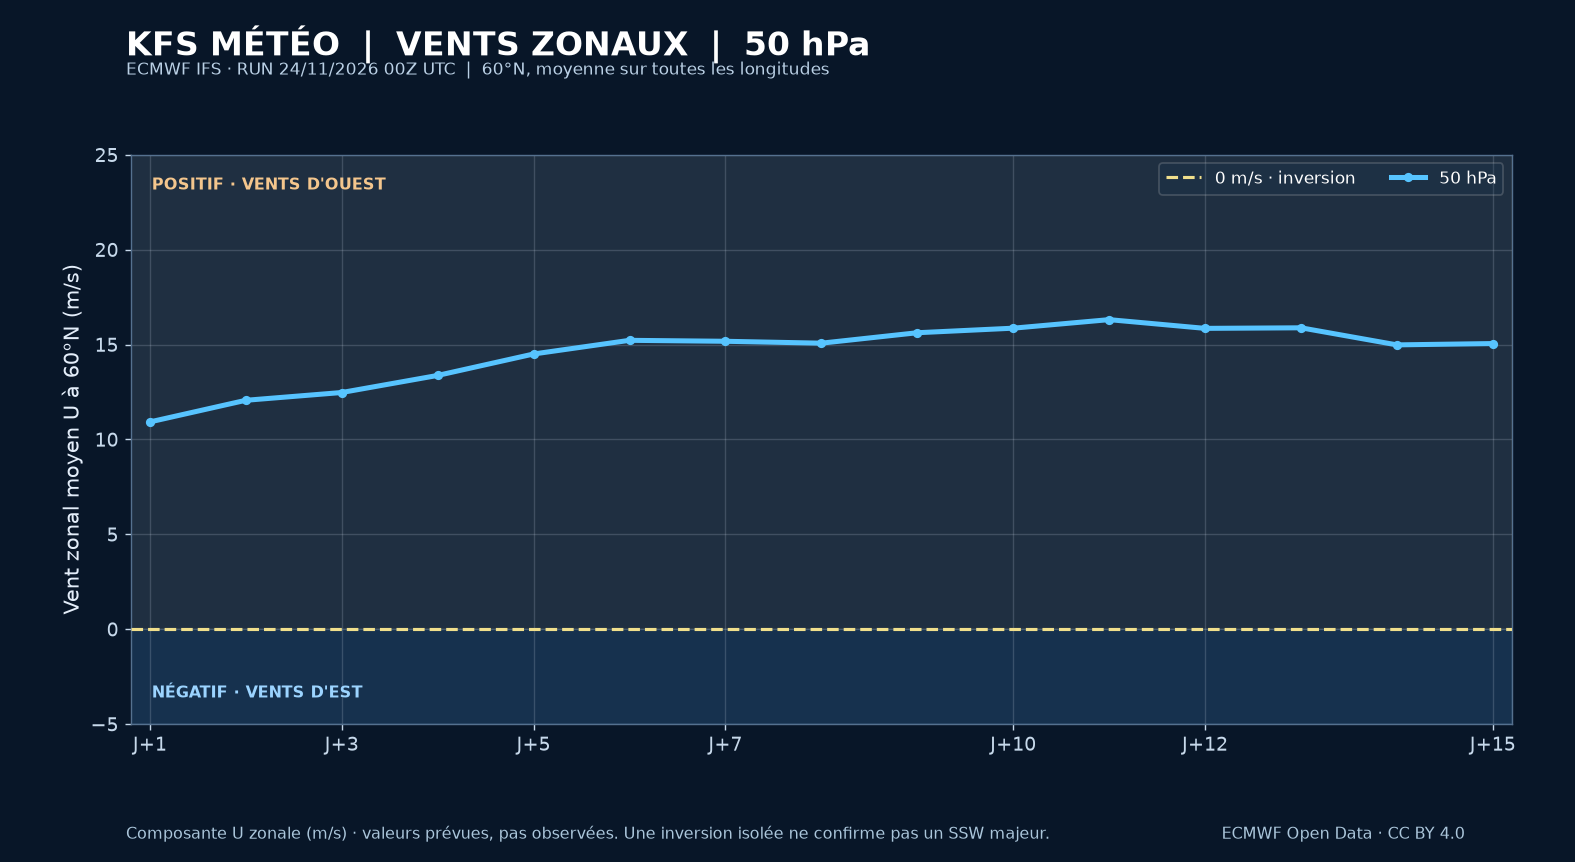 KFS MÉTÉO | VENTS ZONAUX | 50 hPa
ECMWF IFS · RUN 24/11/2026 00Z UTC | 60°N, moyenne sur toutes les longitudes
POSITIF · VENTS D'OUEST
0 m/s · inversion
50 hPa
25
20
15
10
5
0
−5
Vent zonal moyen U à 60°N (m/s)
NÉGATIF · VENTS D'EST
J+1 J+3 J+5 J+7 J+10 J+12 J+15
Composante U zonale (m/s) · valeurs prévues, pas observées. Une inversion isolée ne confirme pas un SSW majeur.
ECMWF Open Data · CC BY 4.0